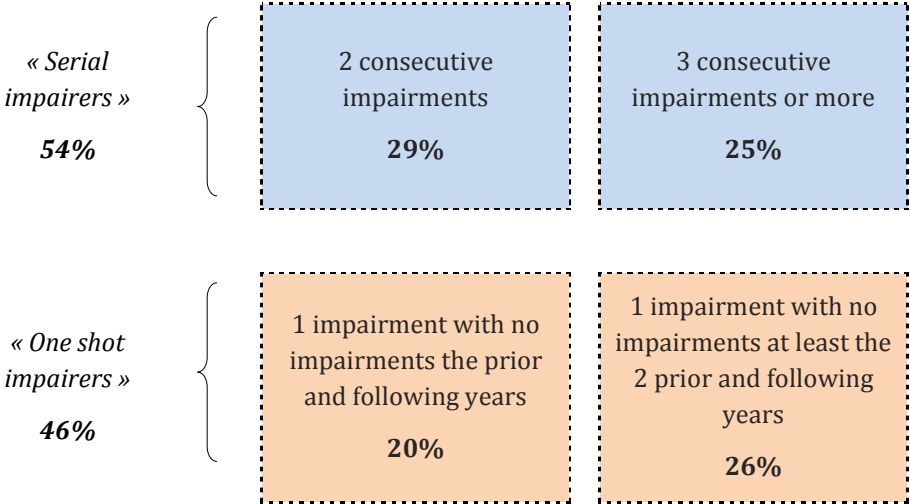 « Serial
impairers »
54%
2 consecutive
impairments
29%
3 consecutive
impairments or more
25%
« One shot
impairers »
46%
1 impairment with no
impairments the prior
and following years
20%
1 impairment with no
impairments at least the
2 prior and following
years
26%